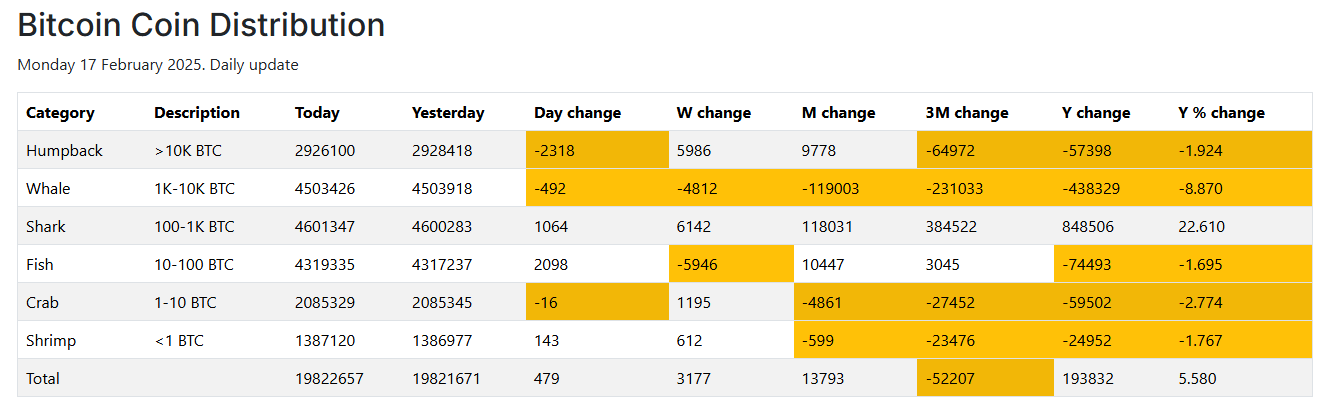 Bitcoin Coin Distribution
Monday 17 February 2025. Daily update
Category Description Today Yesterday Day change W change M change 3M change Y change Y % change
Humpback >10K BTC 2926100 2928418 -2318 5986 9778 -64972 -57398 -1.924
Whale 1K-10K BTC 4503426 4503918 -492 -4812 -119003 -231033 -438329 -8.870
Shark 100-1K BTC 4601347 4600283 1064 6142 118031 384522 848506 22.610
Fish 10-100 BTC 4319335 4317237 2098 -5946 10447 3045 -74493 -1.695
Crab 1-10 BTC 2085329 2085345 -16 1195 -4861 -27452 -59502 -2.774
Shrimp <1 BTC 1387120 1386977 143 612 -599 -23476 -24952 -1.767
Total 19822657 19821671 479 3177 13793 -52207 193832 5.580